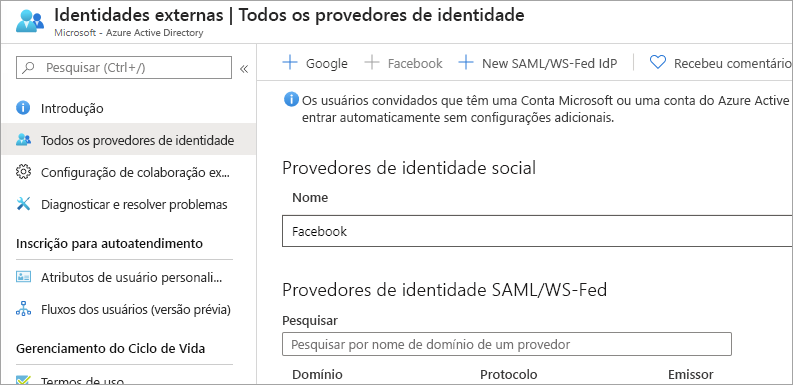 Identidades externas | Todos os provedores de identidade
Microsoft - Azure Active Directory
Pesquisar (Ctrl+/)
Introdução
Todos os provedores de identidade
Configuração de colaboração ex...
Diagnosticar e resolver problemas
Inscrição para autoatendimento
Atributos de usuário personali...
Fluxos dos usuários (versão prévia)
Gerenciamento do Ciclo de Vida
Termos de uso
Google
Facebook
New SAML/WS-Fed IdP
Recebeu comentário
Os usuários convidados que têm uma Conta Microsoft ou uma conta do Azure Active
entrar automaticamente sem configurações adicionais.
Provedores de identidade social
Nome
Facebook
Provedores de identidade SAML/WS-Fed
Pesquisar
Pesquisar por nome de domínio de um provedor
Domínio Protocolo Emissor